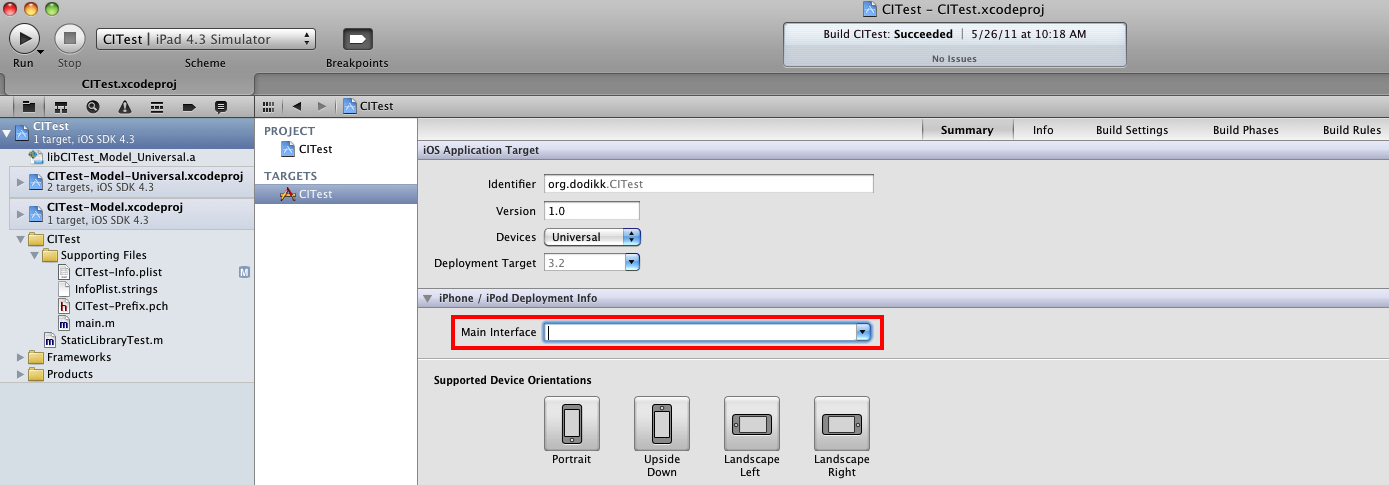 CITest – CITest.xcodeproj
CITest | iPad 4.3 Simulator
Build CITest: Succeeded | 5/26/11 at 10:18 AM
No Issues
Run
Stop
Scheme
Breakpoints
CITest.xcodeproj
CITest
CITest
1 target, iOS SDK 4.3
libCITest_Model_Universal.a
CITest-Model-Universal.xcodeproj
2 targets, iOS SDK 4.3
CITest-Model.xcodeproj
1 target, iOS SDK 4.3
CITest
Supporting Files
CITest-Info.plist
M
InfoPlist.strings
CITest-Prefix.pch
main.m
StaticLibraryTest.m
Frameworks
Products
PROJECT
CITest
TARGETS
CITest
Summary
Info
Build Settings
Build Phases
Build Rules
iOS Application Target
Identifier
org.dodikk.CITest
Version
1.0
Devices
Universal
Deployment Target
3.2
iPhone / iPod Deployment Info
Main Interface
Supported Device Orientations
Portrait
Upside
Down
Landscape
Left
Landscape
Right